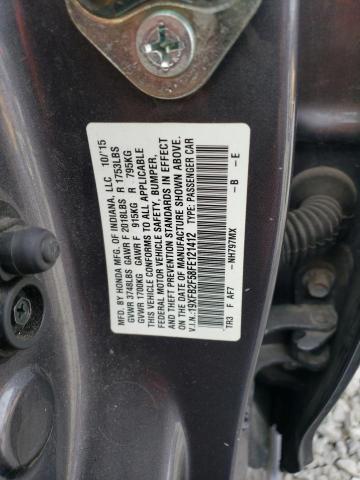 MFD. BY HONDA MFG. OF INDIANA, LLC 10/15
GVWR 3748LBS GAWR F 2018LBS R 1753LBS
GVWR 1700KG GAWR F 915KG R 795KG
THIS VEHICLE CONFORMS TO ALL APPLICABLE
FEDERAL MOTOR VEHICLE SAFETY, BUMPER,
AND THEFT PREVENTION STANDARDS IN EFFECT
ON THE DATE OF MANUFACTURE SHOWN ABOVE.
V.I.N.:19XFB2F58FE121412 TYPE: PASSENGER CAR
NH797MX - B - E
TR3 F AF7